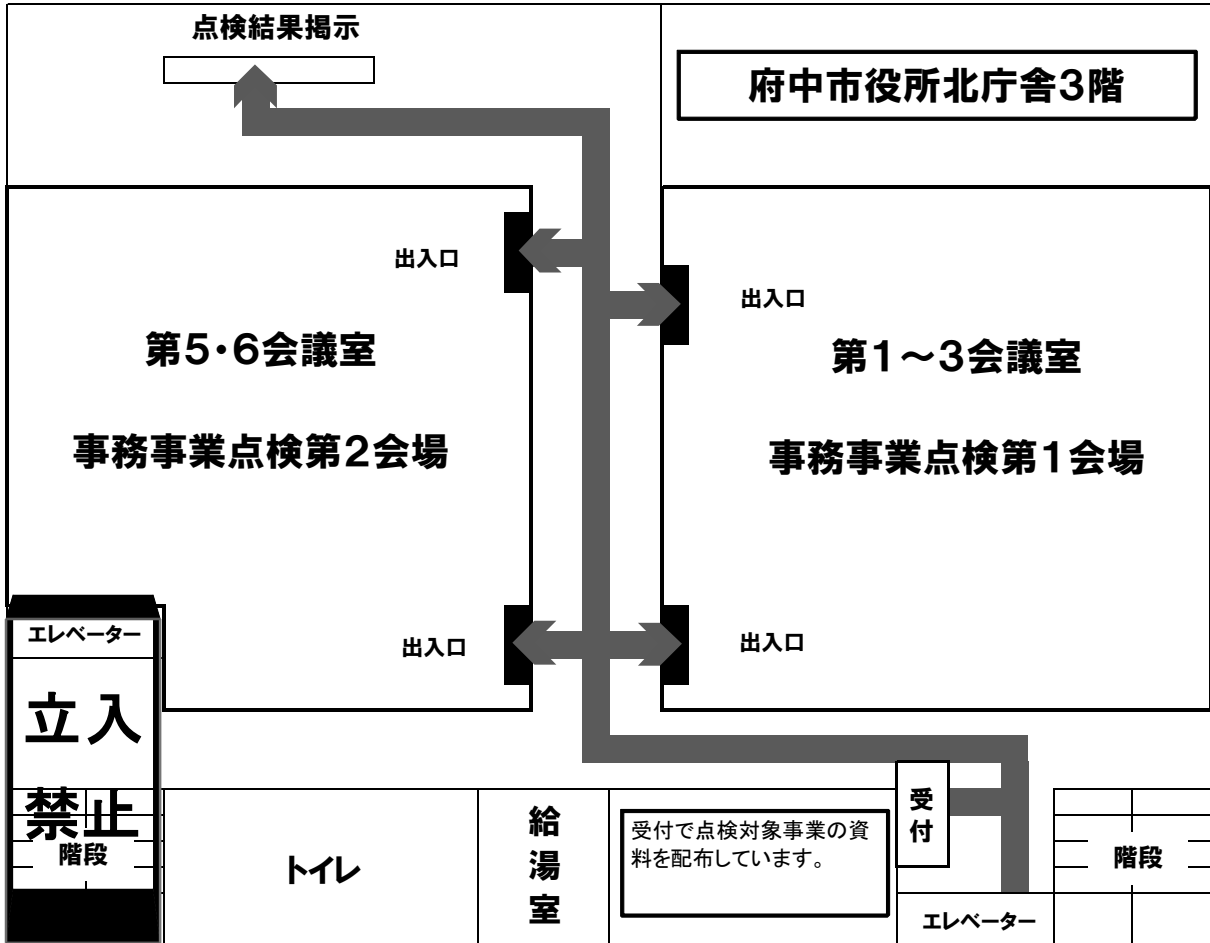 点検結果掲示
府中市役所北庁舎3階
出入口
出入口
第5・6会議室
第1～3会議室
事務事業点検第2会場
事務事業点検第1会場
エレベーター
出入口
出入口
立入
禁止
階段
トイレ
給湯室
受付で点検対象事業の資
料を配布しています。
受付
階段
エレベーター